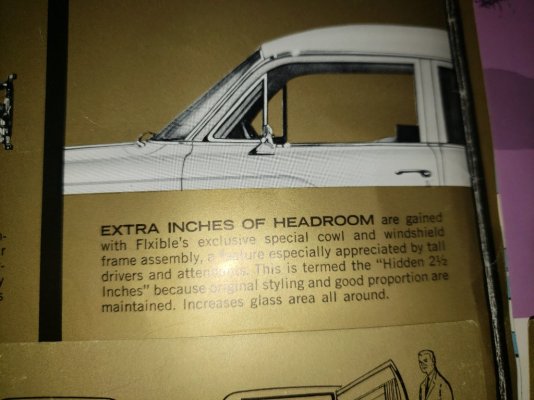 EXTRA INCHES OF HEADROOM are gained
with Flxible's exclusive special cowl and windshield
frame assembly, a feature especially appreciated by tall
drivers and attendants. This is termed the "Hidden 2½
Inches" because original styling and good proportion are
maintained. Increases glass area all around.